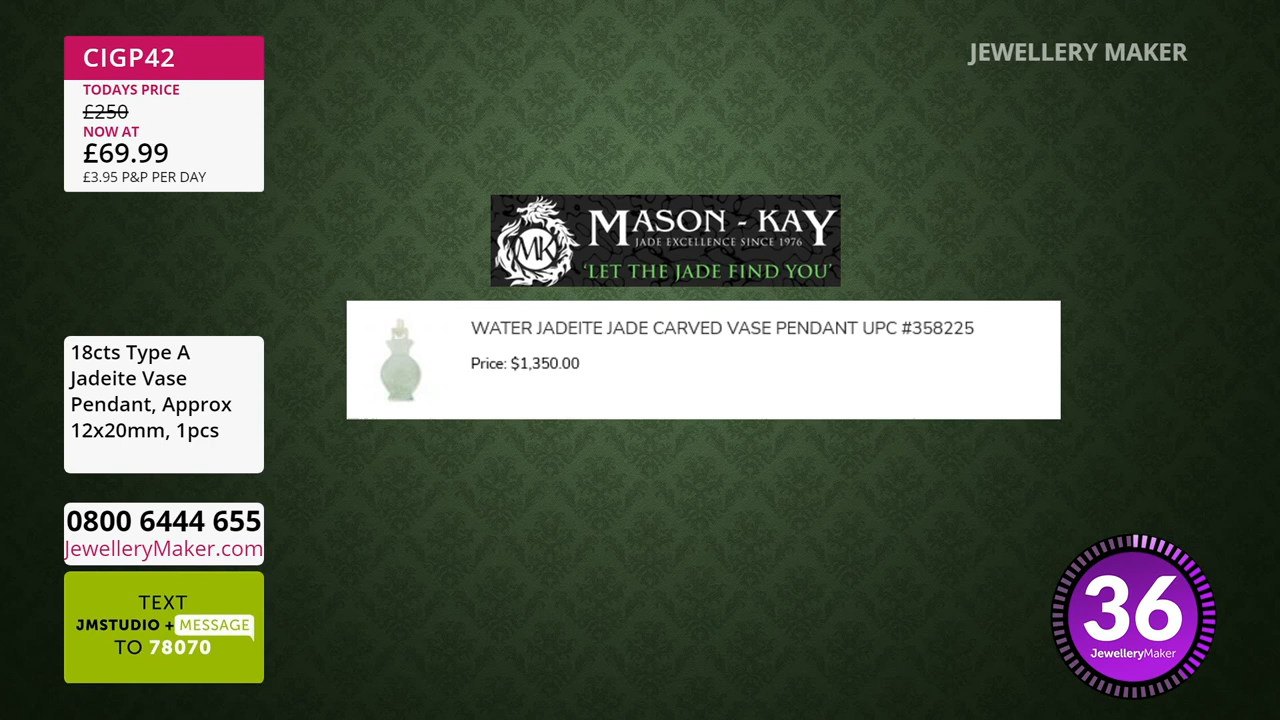 CIGP42
TODAYS PRICE
£250
NOW AT
£69.99
£3.95 P&P PER DAY
JEWELLERY MAKER
MK
MASON - KAY
JADE EXCELLENCE SINCE 1976
'LET THE JADE FIND YOU'
WATER JADEITE JADE CARVED VASE PENDANT UPC #358225
Price: $1,350.00
18cts Type A
Jadeite Vase
Pendant, Approx
12x20mm, 1pcs
0800 6444 655
JewelleryMaker.com
TEXT
JMSTUDIO + MESSAGE
TO 78070
36
JewelleryMaker